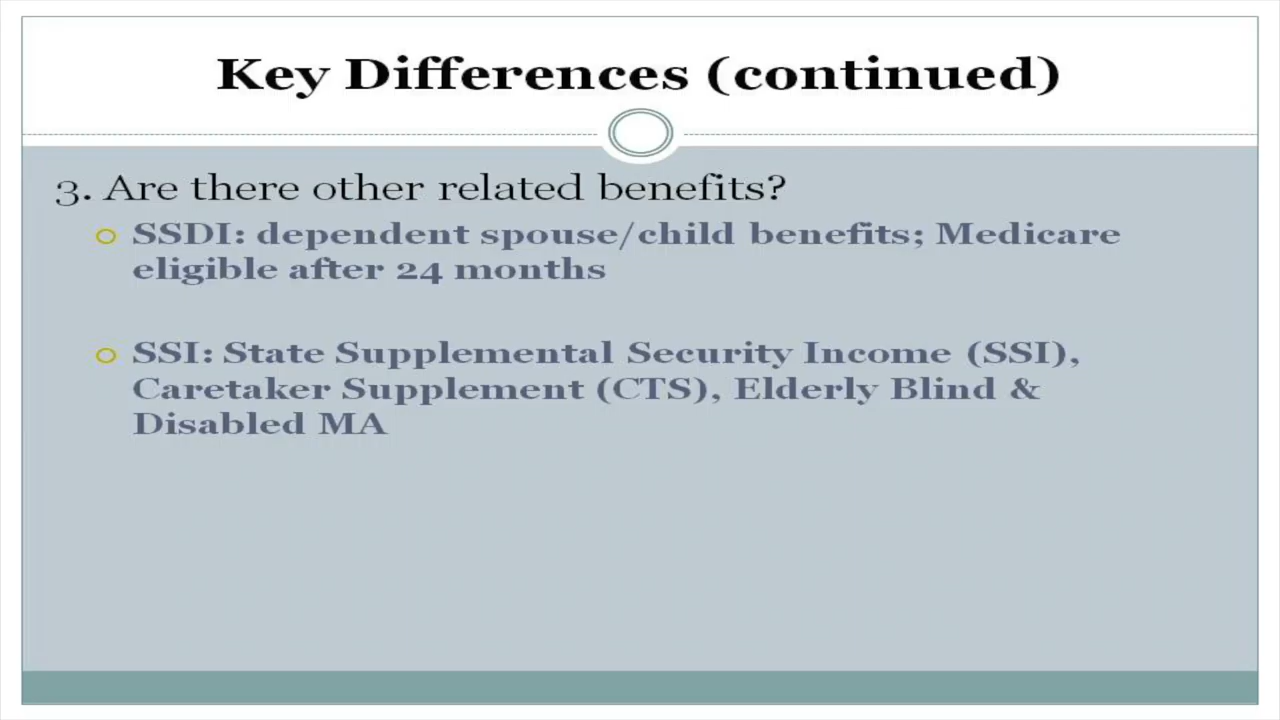 Key Differences (continued)
3. Are there other related benefits?
SSDI: dependent spouse/child benefits; Medicare
eligible after 24 months
SSI: State Supplemental Security Income (SSI),
Caretaker Supplement (CTS), Elderly Blind &
Disabled MA